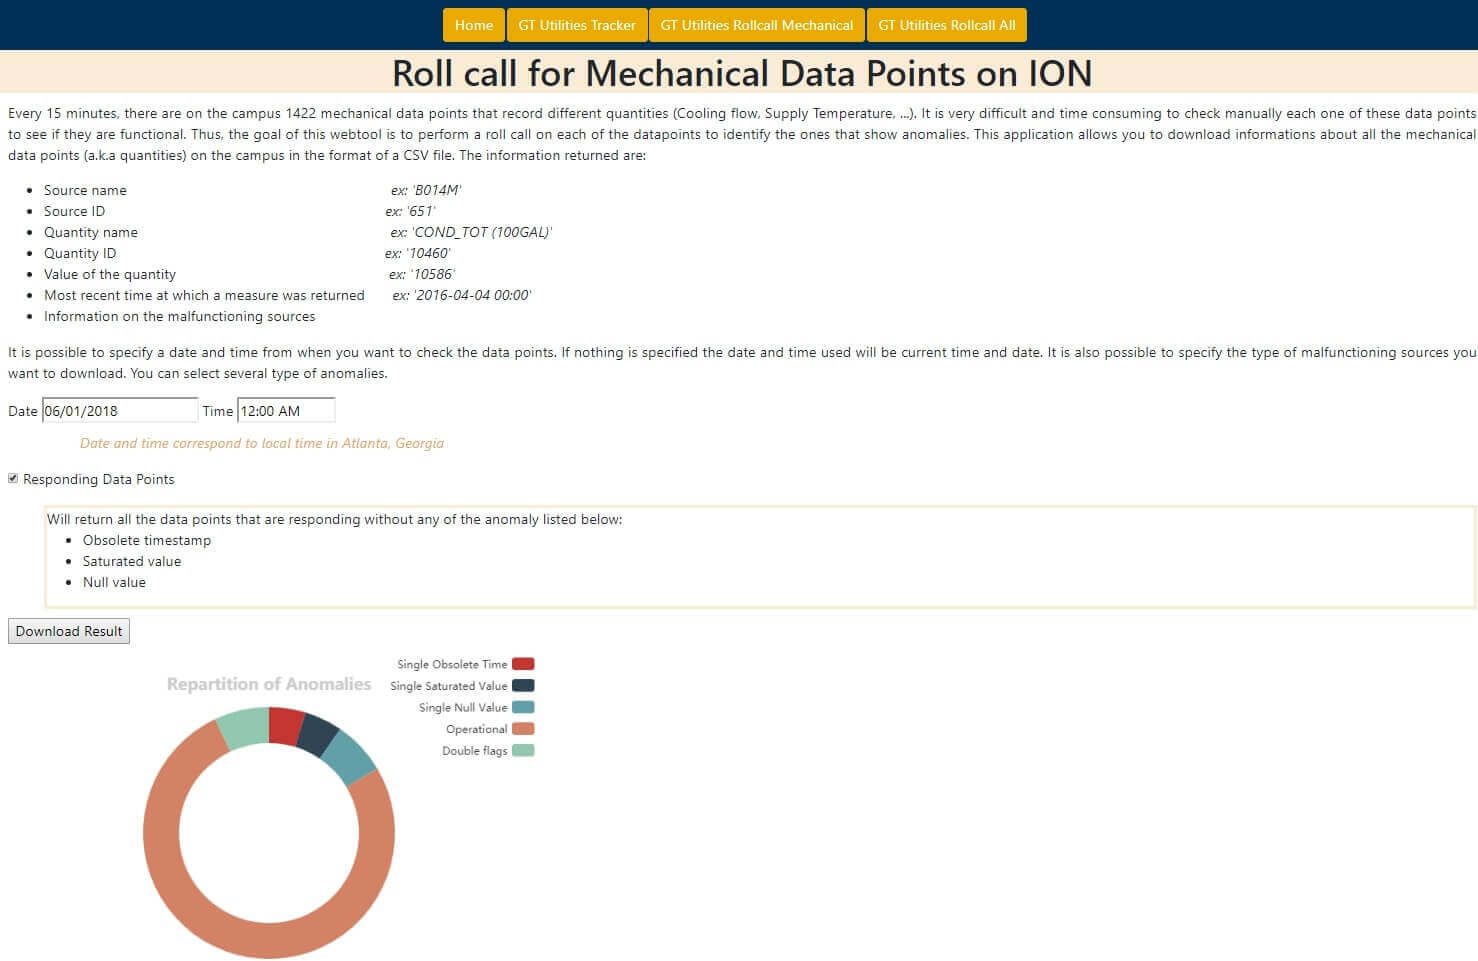 Home GT Utilities Tracker GT Utilities Rollcall Mechanical GT Utilities Rollcall All
Roll call for Mechanical Data Points on ION
Every 15 minutes, there are on the campus 1422 mechanical data points that record different quantities (Cooling flow, Supply Temperature, ...). It is very difficult and time consuming to check manually each one of these data points
to see if they are functional. Thus, the goal of this webtool is to perform a roll call on each of the datapoints to identify the ones that show anomalies. This application allows you to download informations about all the mechanical
data points (a.k.a quantities) on the campus in the format of a CSV file. The information returned are:
• Source name ex: 'B014M'
• Source ID ex: '651'
• Quantity name ex: 'COND_TOT (100GAL)'
• Quantity ID ex: '10460'
• Value of the quantity ex: '10586'
• Most recent time at which a measure was returned ex: '2016-04-04 00:00'
• Information on the malfunctioning sources
It is possible to specify a date and time from when you want to check the data points. If nothing is specified the date and time used will be current time and date. It is also possible to specify the type of malfunctioning sources you
want to download. You can select several type of anomalies.
Date 06/01/2018 Time 12:00 AM
Date and time correspond to local time in Atlanta, Georgia
Responding Data Points
Will return all the data points that are responding without any of the anomaly listed below:
• Obsolete timestamp
• Saturated value
• Null value
Download Result
Repartition of Anomalies
Single Obsolete Time
Single Saturated Value
Single Null Value
Operational
Double flags